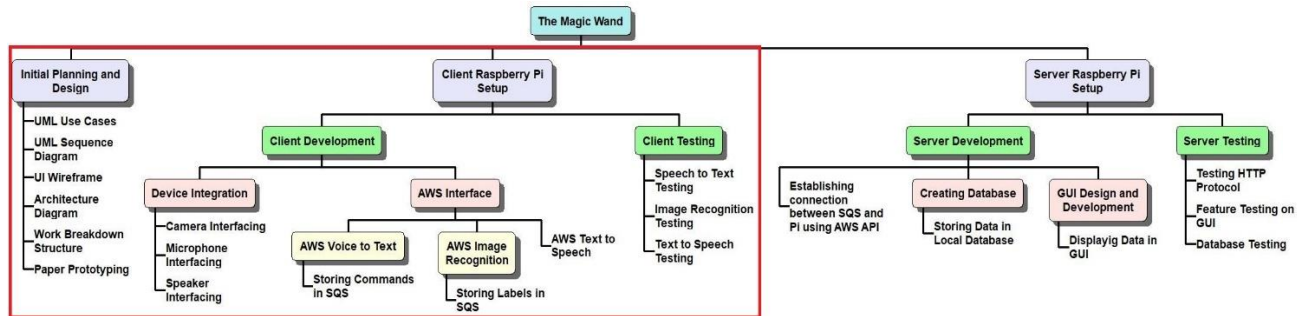 The Magic Wand
Initial Planning and
Design
UML Use Cases
UML Sequence
Diagram
UI Wireframe
Architecture
Diagram
Work Breakdown
Structure
Paper Prototyping
Client Raspberry Pi
Setup
Client Development
Device Integration
Camera Interfacing
Microphone
Interfacing
Speaker
Interfacing
AWS Interface
AWS Voice to Text
Storing Commands
in SQS
AWS Image
Recognition
Storing Labels in
SQS
AWS Text to
Speech
Client Testing
Speech to Text
Testing
Image Recognition
Testing
Text to Speech
Testing
Server Raspberry Pi
Setup
Server Development
Establishing
connection
between SQS and
Pi using AWS API
Creating Database
Storing Data in
Local Database
GUI Design and
Development
Displayig Data in
GUI
Server Testing
Testing HTTP
Protocol
Feature Testing on
GUI
Database Testing